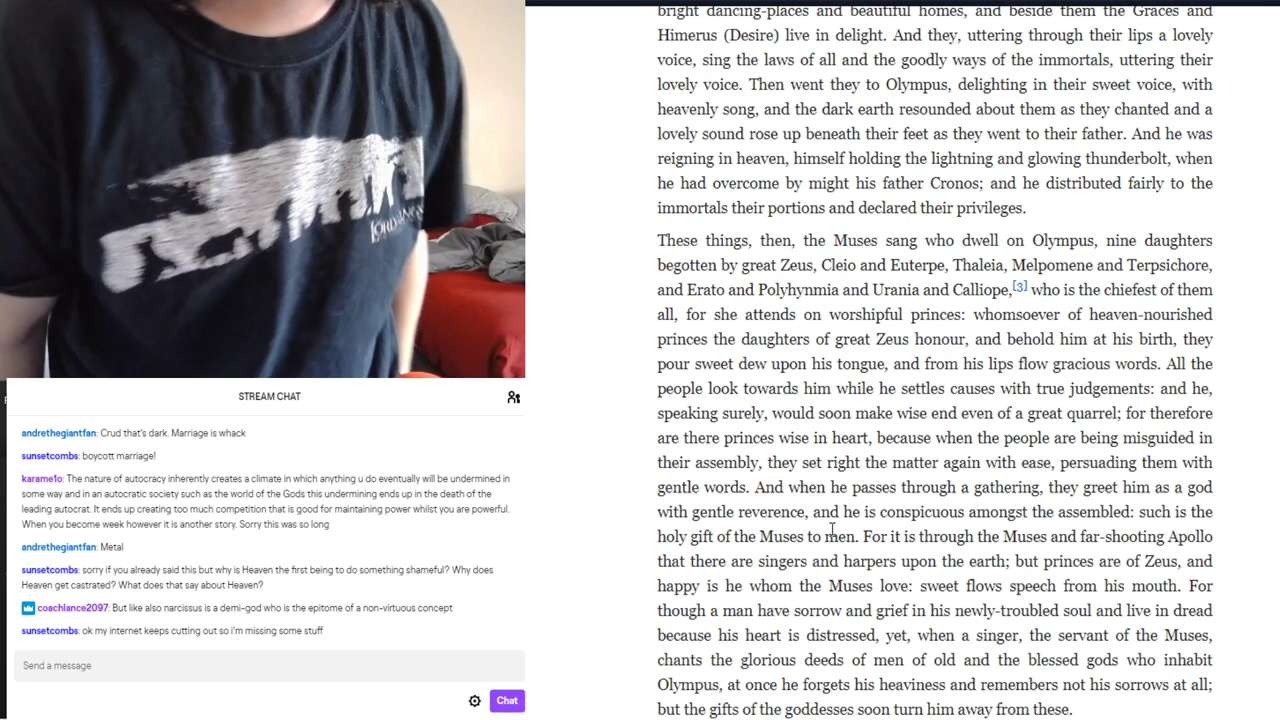 LORD
STREAM CHAT
andrethegiantfan: Crud that's dark. Marriage is whack
sunsetcombs: boycott marriage!
karame1o: The nature of autocracy inherently creates a climate in which anything u do eventually will be undermined in
some way and in an autocratic society such as the world of the Gods this undermining ends up in the death of the
leading autocrat. It ends up creating too much competition that is good for maintaining power whilst you are powerful.
When you become week however it is another story. Sorry this was so long
andrethegiantfan: Metal
sunsetcombs: sorry if you already said this but why is Heaven the first being to do something shameful? Why does
Heaven get castrated? What does that say about Heaven?
coachlance2097: But like also narcissus is a demi-god who is the epitome of a non-virtuous concept
sunsetcombs: ok my internet keeps cutting out so i'm missing some stuff
Send a message
Chat
bright dancing-places and beautiful homes, and beside them the Graces and
Himerus (Desire) live in delight. And they, uttering through their lips a lovely
voice, sing the laws of all and the goodly ways of the immortals, uttering their
lovely voice. Then went they to Olympus, delighting in their sweet voice, with
heavenly song, and the dark earth resounded about them as they chanted and a
lovely sound rose up beneath their feet as they went to their father. And he was
reigning in heaven, himself holding the lightning and glowing thunderbolt, when
he had overcome by might his father Cronos; and he distributed fairly to the
immortals their portions and declared their privileges.
These things, then, the Muses sang who dwell on Olympus, nine daughters
begotten by great Zeus, Cleio and Euterpe, Thaleia, Melpomene and Terpsichore,
and Erato and Polyhynmia and Urania and Calliope,[3] who is the chiefest of them
all, for she attends on worshipful princes: whomsoever of heaven-nourished
princes the daughters of great Zeus honour, and behold him at his birth, they
pour sweet dew upon his tongue, and from his lips flow gracious words. All the
people look towards him while he settles causes with true judgements: and he,
speaking surely, would soon make wise end even of a great quarrel; for therefore
are there princes wise in heart, because when the people are being misguided in
their assembly, they set right the matter again with ease, persuading them with
gentle words. And when he passes through a gathering, they greet him as a god
with gentle reverence, and he is conspicuous amongst the assembled: such is the
holy gift of the Muses to men. For it is through the Muses and far-shooting Apollo
that there are singers and harpers upon the earth; but princes are of Zeus, and
happy is he whom the Muses love: sweet flows speech from his mouth. For
though a man have sorrow and grief in his newly-troubled soul and live in dread
because his heart is distressed, yet, when a singer, the servant of the Muses,
chants the glorious deeds of men of old and the blessed gods who inhabit
Olympus, at once he forgets his heaviness and remembers not his sorrows at all;
but the gifts of the goddesses soon turn him away from these.